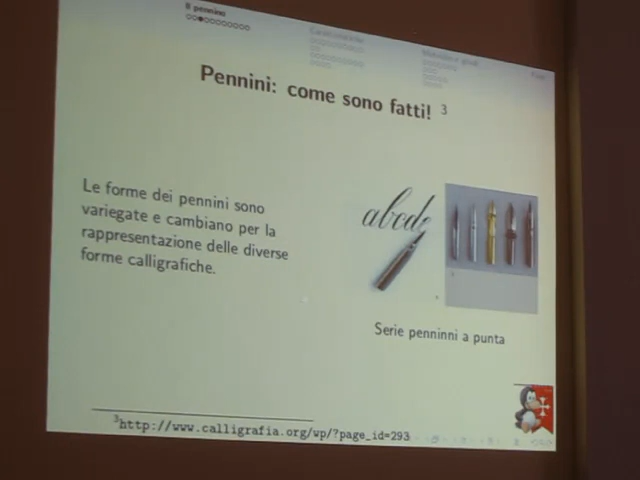 Il pennino
Pennini: come sono fatti! 3
Le forme dei pennini sono
variegate e cambiano per la
rappresentazione delle diverse
forme calligrafiche.
abcde
Serie penninni a punta
3http://www.calligrafia.org/wp/?page_id=293